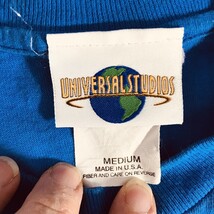 UNIVERSAL STUDIOS
MEDIUM
MADE IN U.S.A.
FIBER AND CARE ON REVERSE